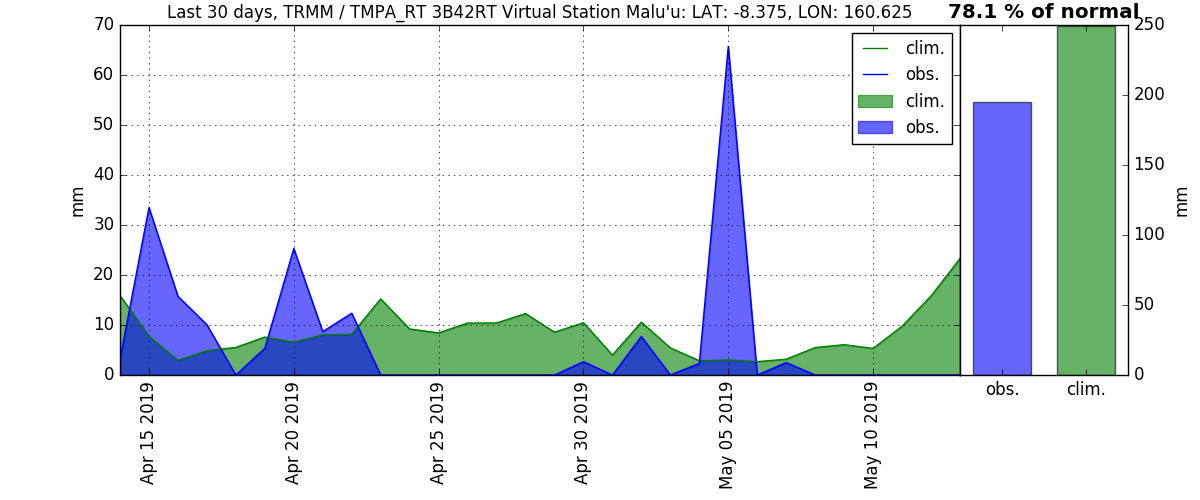 Last 30 days, TRMM / TMPA_RT 3B42RT Virtual Station Malu'u: LAT: -8.375, LON: 160.625
78.1 % of normal
70
60
50
40
30
20
10
0
mm
clim.
obs.
clim.
obs.
Apr 15 2019
Apr 20 2019
Apr 25 2019
Apr 30 2019
May 05 2019
May 10 2019
250
200
150
100
50
0
mm
obs.
clim.